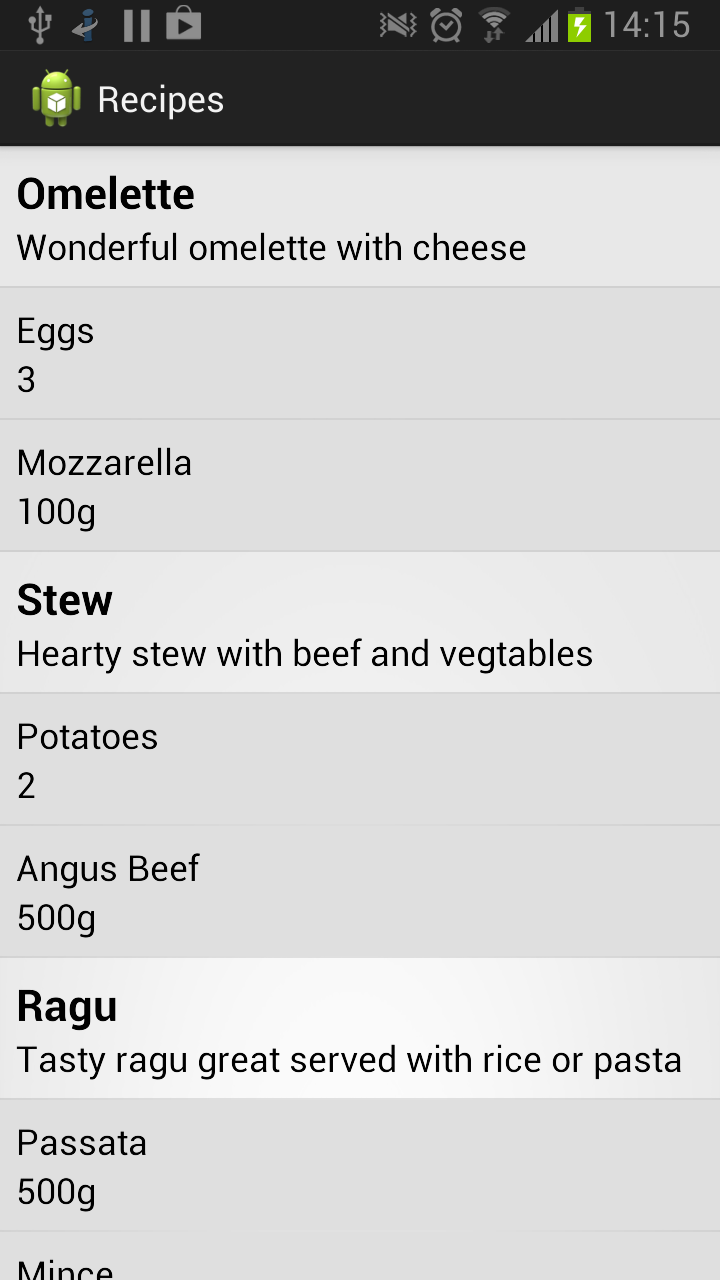 14:15
Recipes
Omelette
Wonderful omelette with cheese
Eggs
3
Mozzarella
100g
Stew
Hearty stew with beef and vegtables
Potatoes
2
Angus Beef
500g
Ragu
Tasty ragu great served with rice or pasta
Passata
500g
Mince